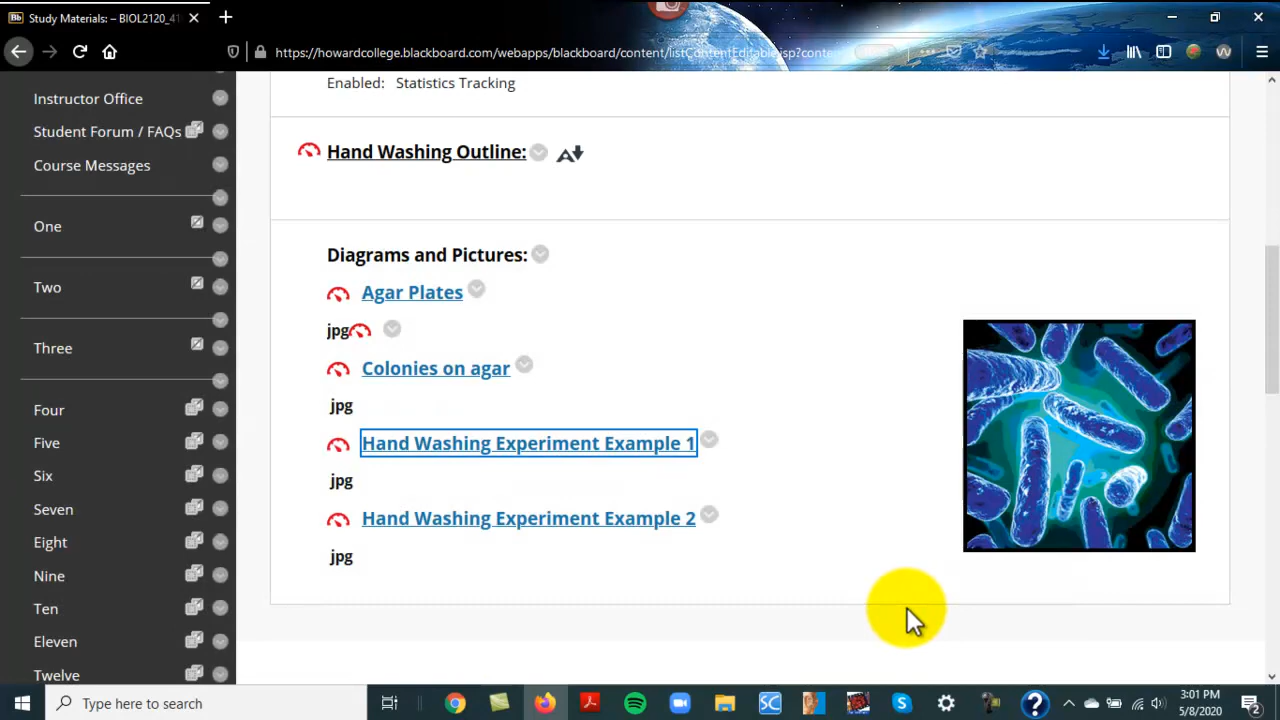 Bb Study Materials: – BIOL2120_41
https://howardcollege.blackboard.com/webapps/blackboard/content/listContentEditable.jsp?conten
Enabled: Statistics Tracking
Instructor Office
Student Forum / FAQs
Course Messages
One
Two
Three
Four
Five
Six
Seven
Eight
Nine
Ten
Eleven
Twelve
Hand Washing Outline:
Diagrams and Pictures:
Agar Plates
jpg
Colonies on agar
jpg
Hand Washing Experiment Example 1
jpg
Hand Washing Experiment Example 2
jpg
Type here to search
SC
3:01 PM
5/8/2020
2